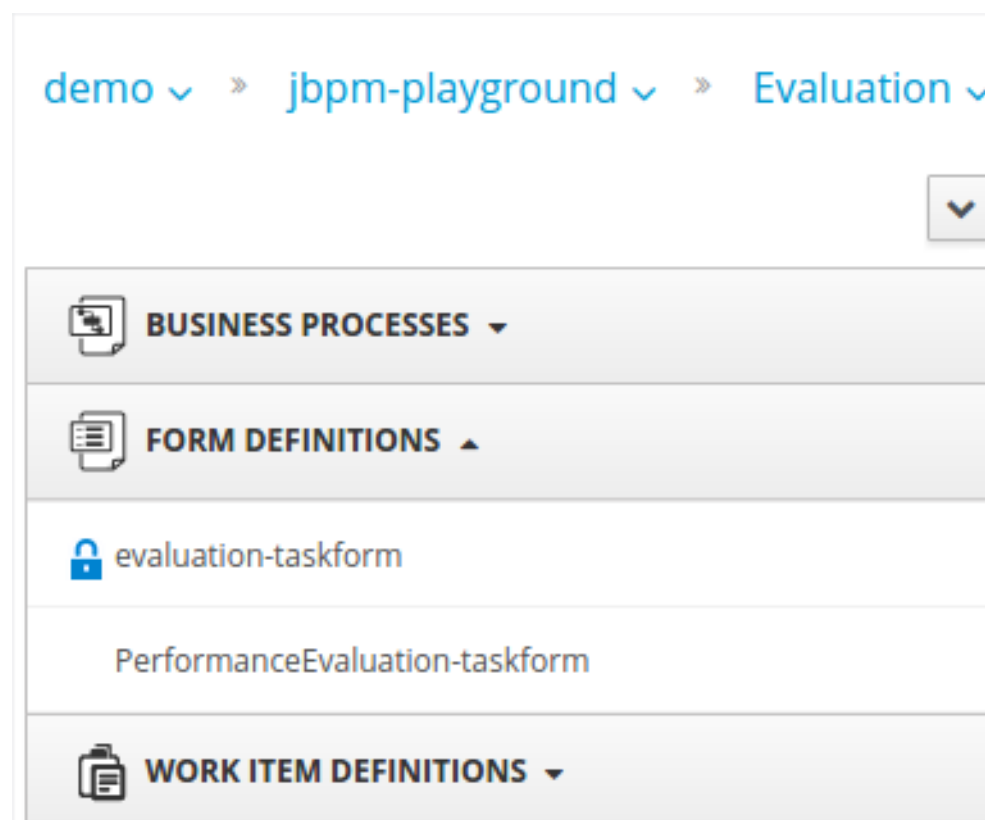 demo » jbpm-playground » Evaluation
BUSINESS PROCESSES
FORM DEFINITIONS
evaluation-taskform
PerformanceEvaluation-taskform
WORK ITEM DEFINITIONS